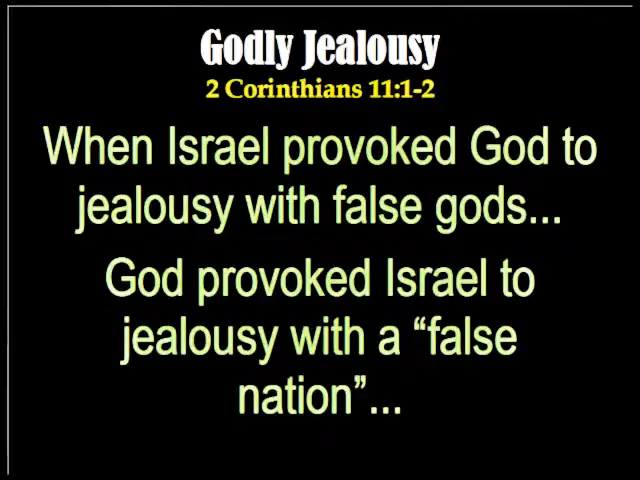 Godly Jealousy
2 Corinthians 11:1-2
When Israel provoked God to
jealousy with false gods...
God provoked Israel to
jealousy with a “false
nation”...